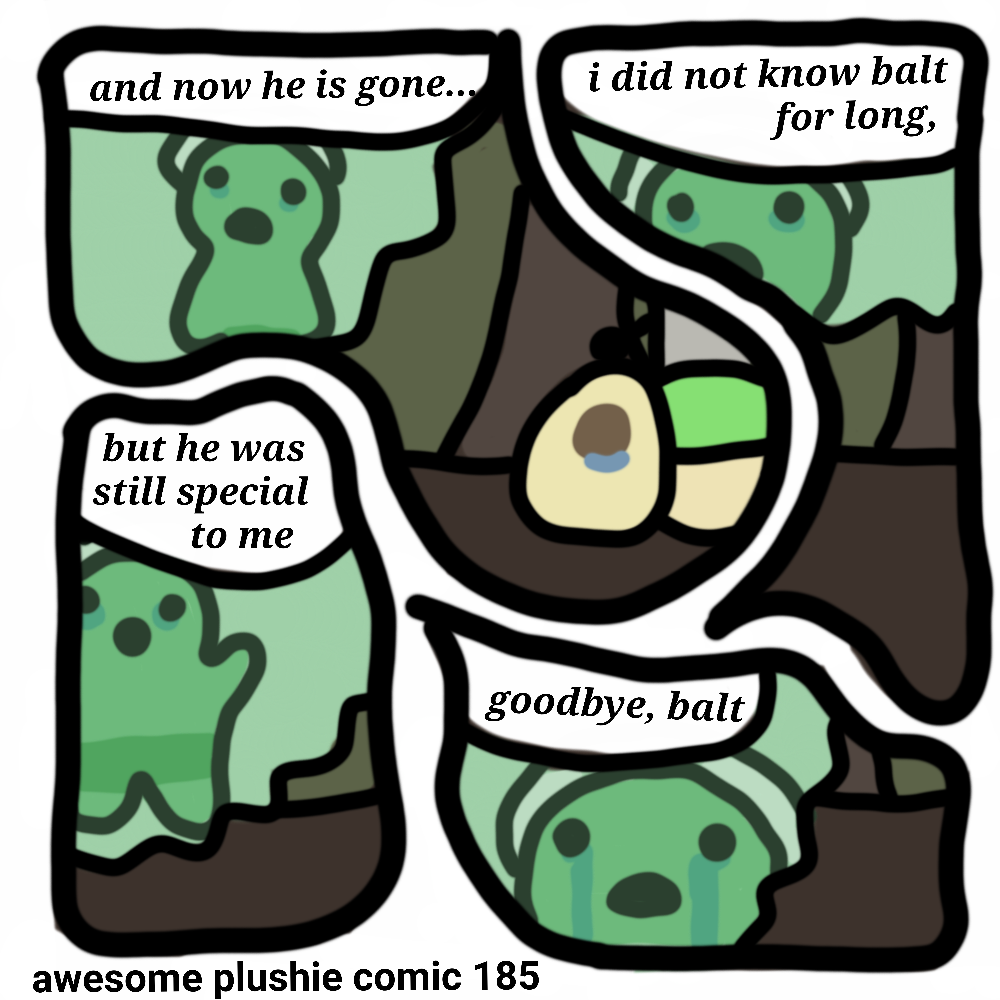 and now he is gone...
i did not know balt
for long,
but he was
still special
to me
goodbye, balt
awesome plushie comic 185